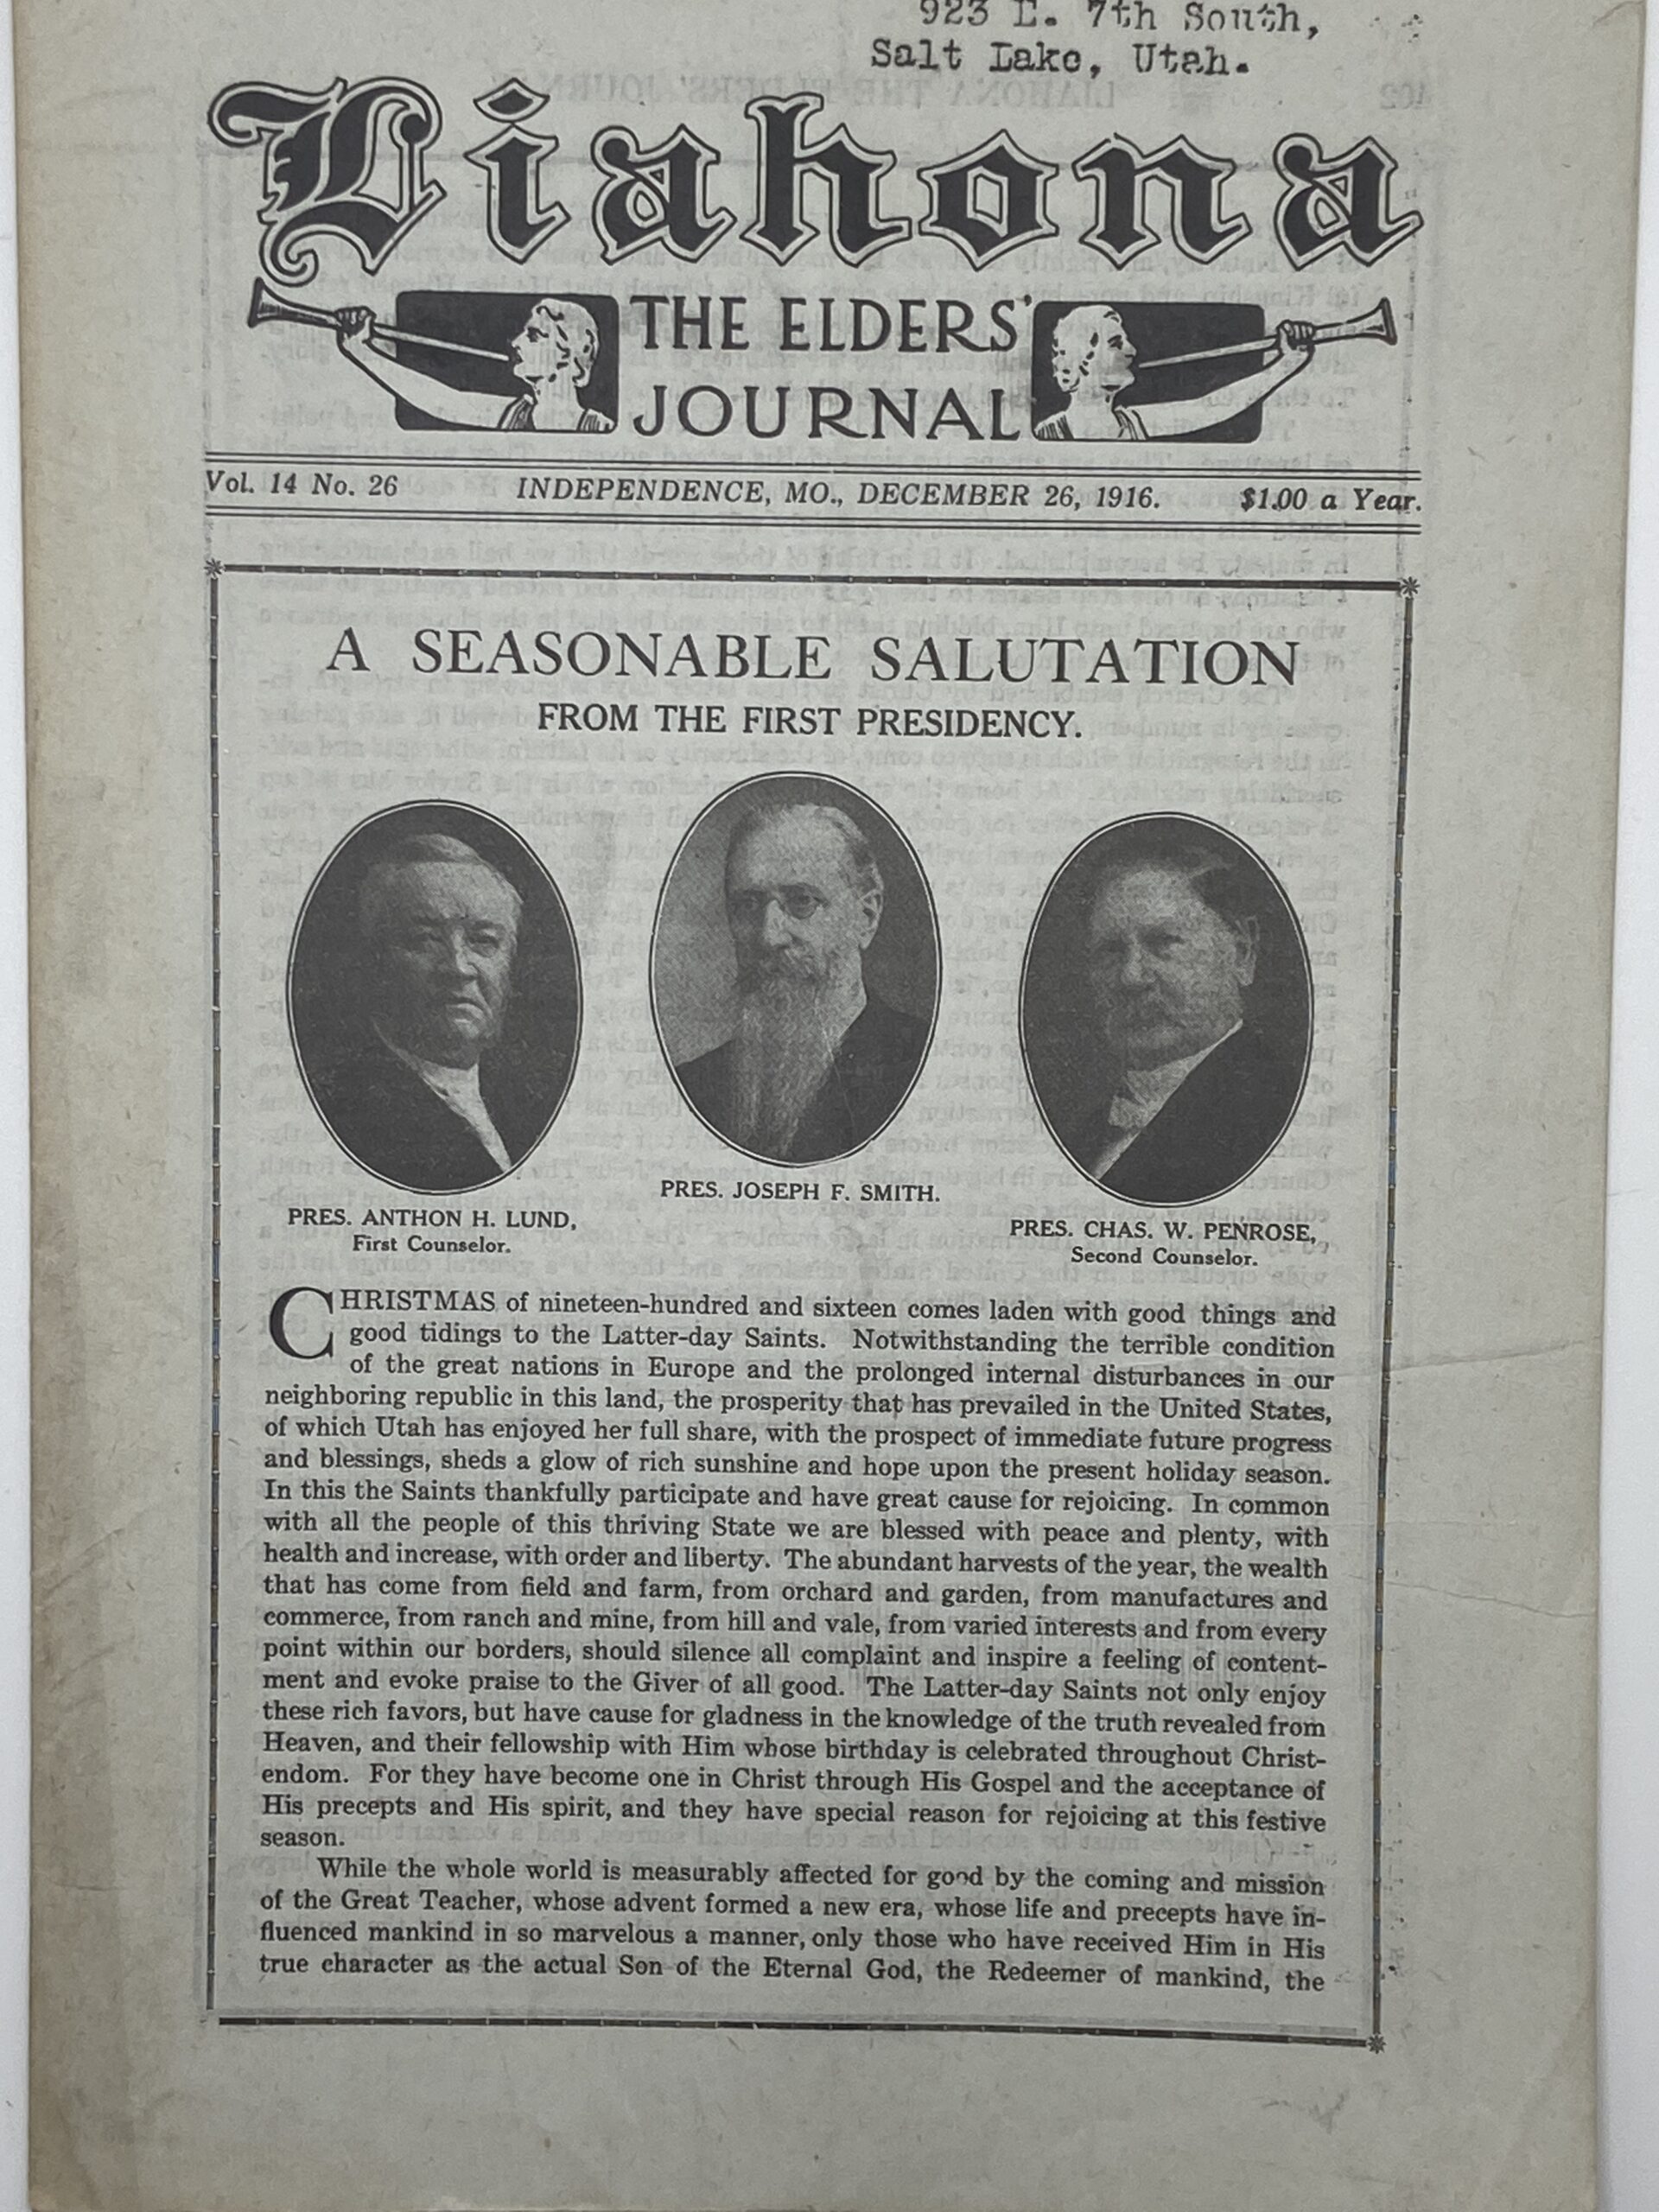 923 E. 7th South,
Salt Lake, Utah.
Liahona
THE ELDERS'
JOURNAL
Vol. 14 No. 26 INDEPENDENCE, MO., DECEMBER 26, 1916. $1.00 a Year.
A SEASONABLE SALUTATION
FROM THE FIRST PRESIDENCY.
PRES. JOSEPH F. SMITH.
PRES. ANTHON H. LUND,
First Counselor.
PRES. CHAS. W. PENROSE,
Second Counselor.
CHRISTMAS of nineteen-hundred and sixteen comes laden with good things and
good tidings to the Latter-day Saints. Notwithstanding the terrible condition
of the great nations in Europe and the prolonged internal disturbances in our
neighboring republic in this land, the prosperity that has prevailed in the United States,
of which Utah has enjoyed her full share, with the prospect of immediate future progress
and blessings, sheds a glow of rich sunshine and hope upon the present holiday season.
In this the Saints thankfully participate and have great cause for rejoicing. In common
with all the people of this thriving State we are blessed with peace and plenty, with
health and increase, with order and liberty. The abundant harvests of the year, the wealth
that has come from field and farm, from orchard and garden, from manufactures and
commerce, from ranch and mine, from hill and vale, from varied interests and from every
point within our borders, should silence all complaint and inspire a feeling of content-
ment and evoke praise to the Giver of all good. The Latter-day Saints not only enjoy
these rich favors, but have cause for gladness in the knowledge of the truth revealed from
Heaven, and their fellowship with Him whose birthday is celebrated throughout Christ-
endom. For they have become one in Christ through His Gospel and the acceptance of
His precepts and His spirit, and they have special reason for rejoicing at this festive
season.
While the whole world is measurably affected for good by the coming and mission
of the Great Teacher, whose advent formed a new era, whose life and precepts have in-
fluenced mankind in so marvelous a manner, only those who have received Him in His
true character as the actual Son of the Eternal God, the Redeemer of mankind, the